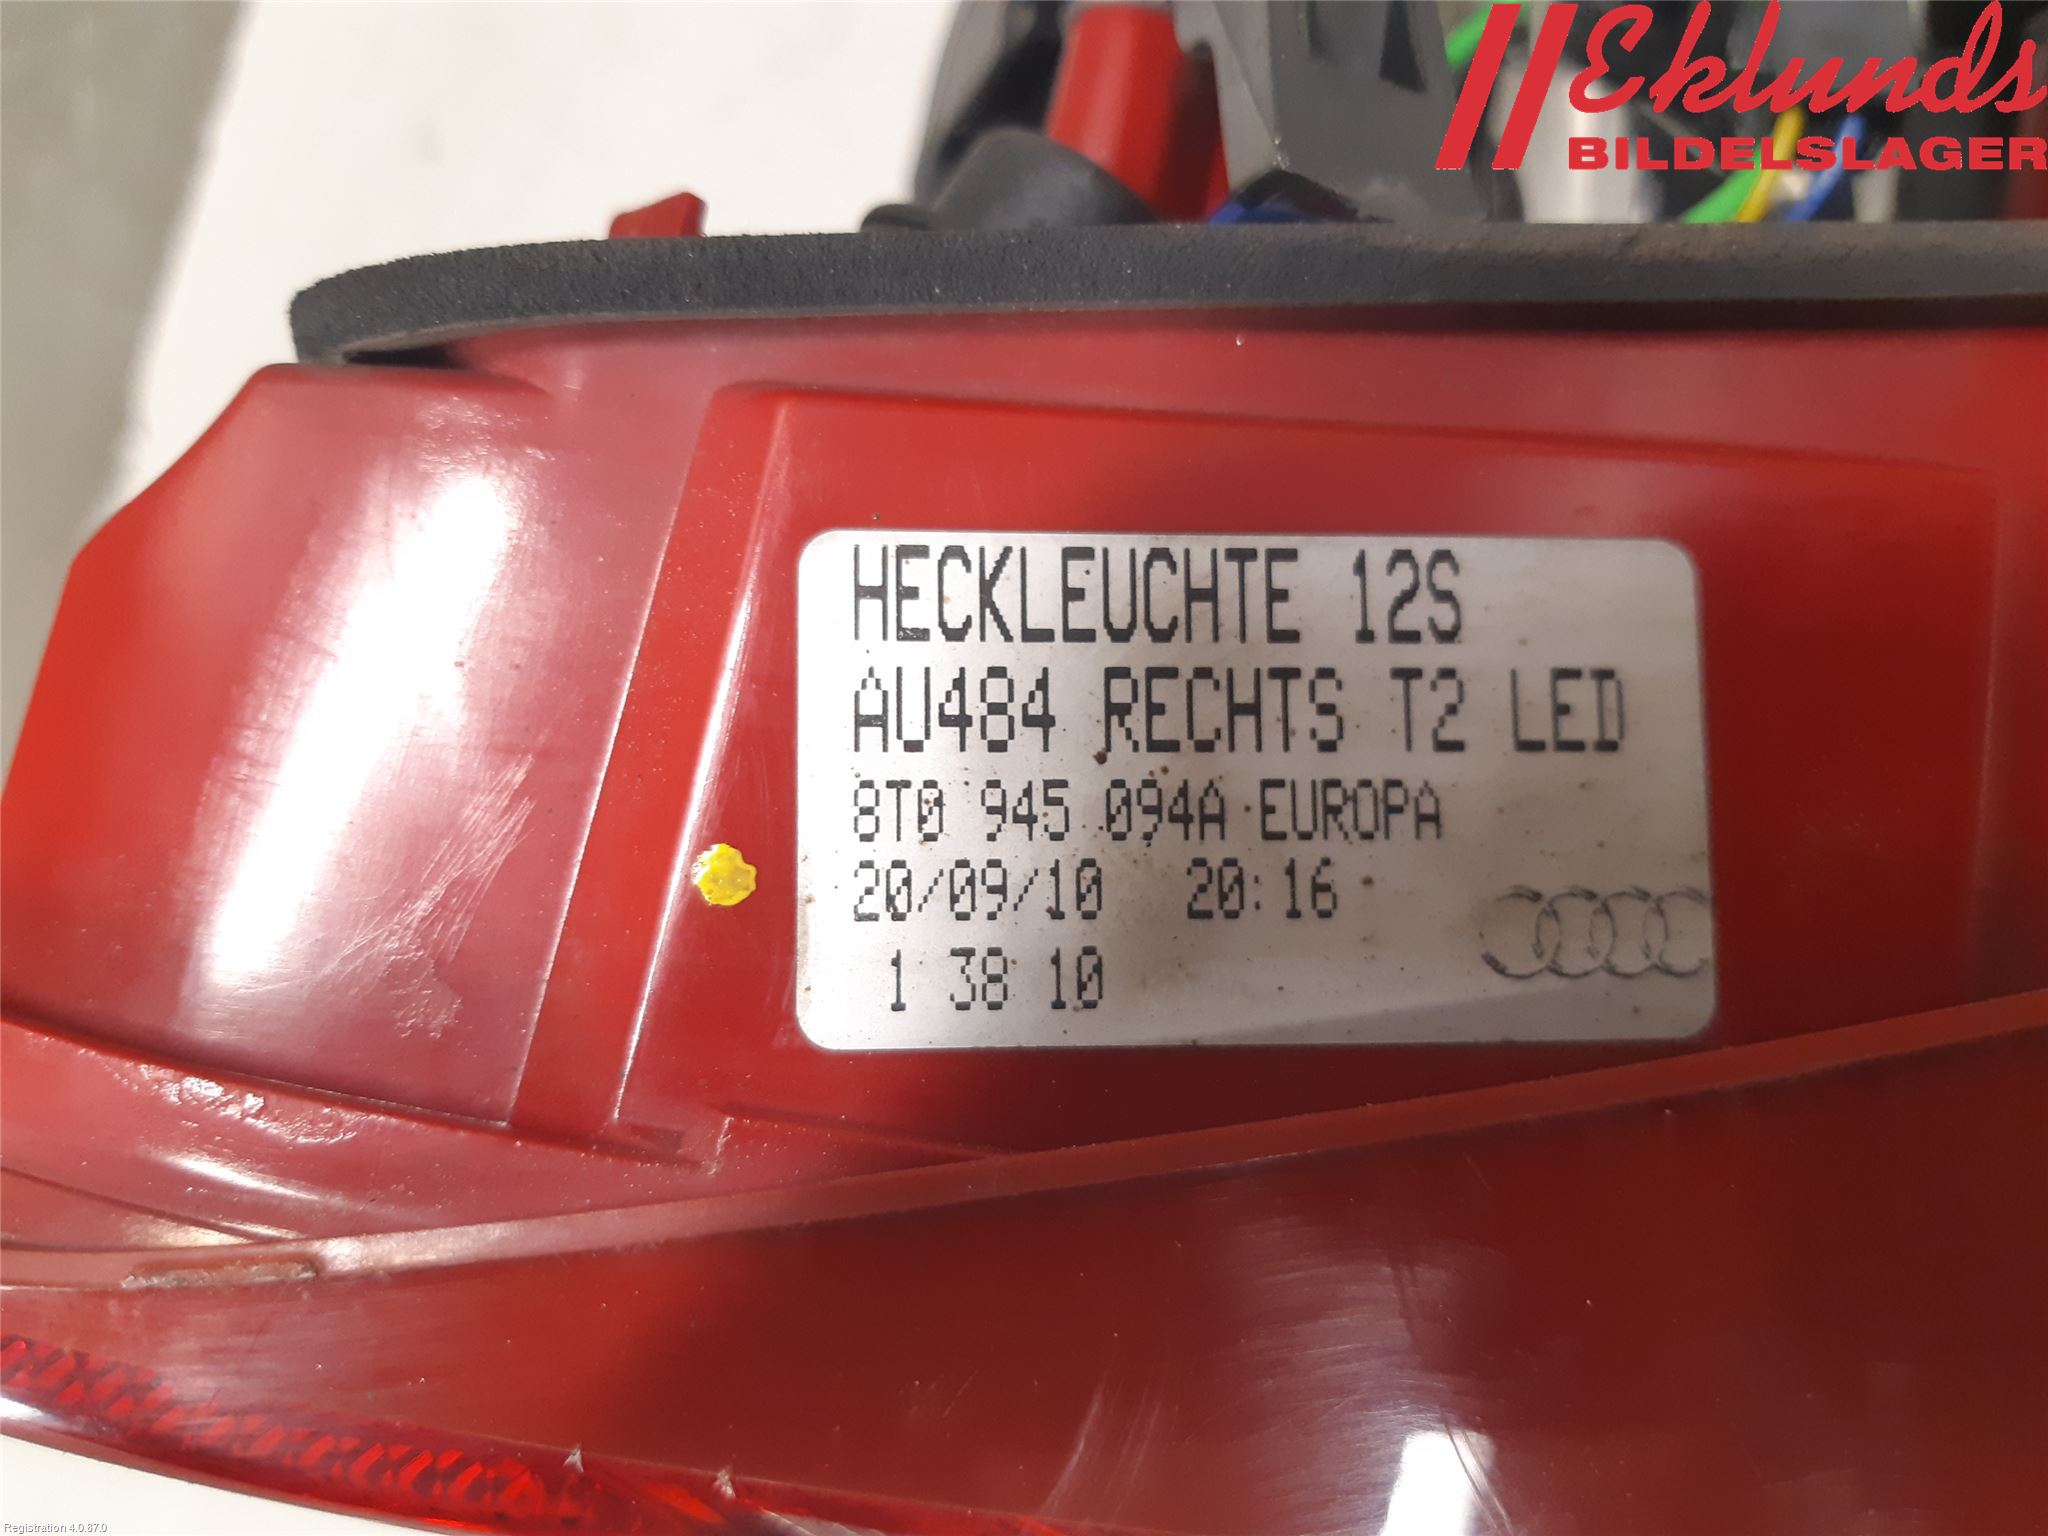 Eklunds
BILDELSLAGER
HECKLEUCHTE 12S
AU484 RECHTS T2 LED
8T0 945 094A EUROPA
20/09/10 20:16
1 38 10
Registration 4.0.87.0